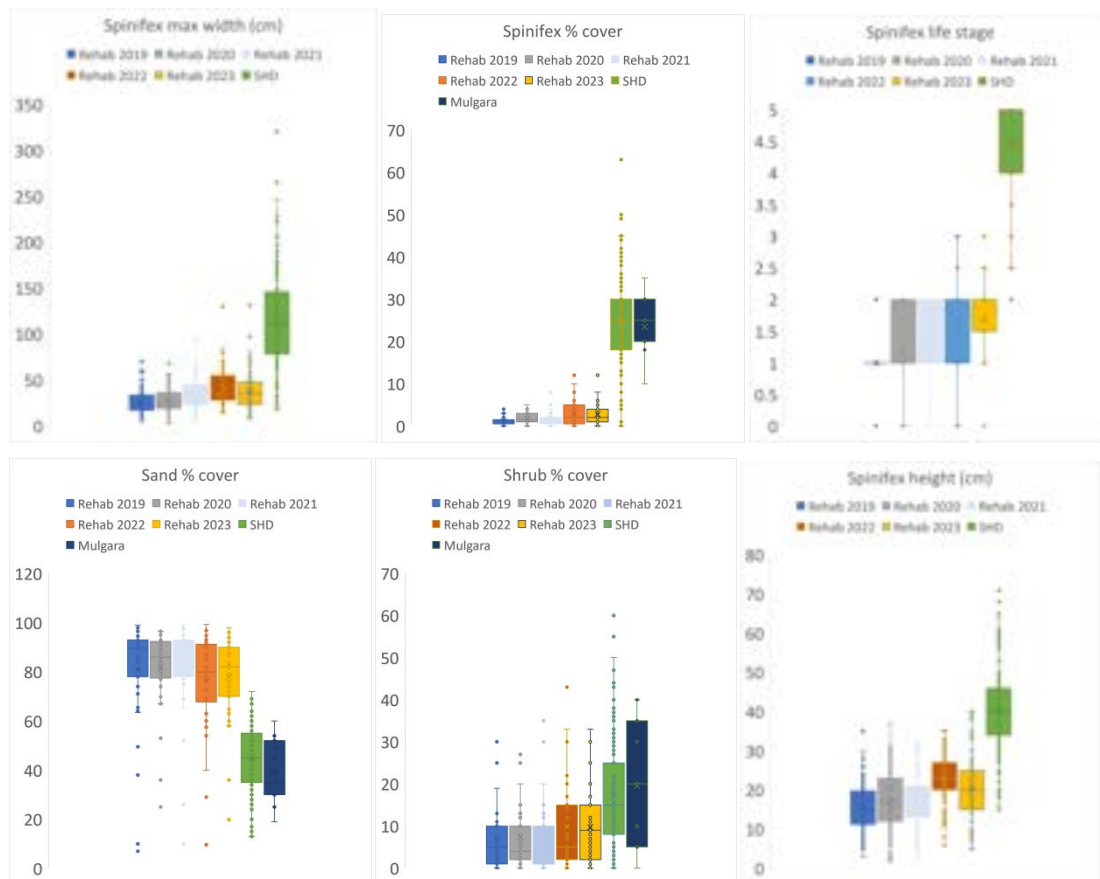 Spinifex max width (cm)
Rehab 2019 Rehab 2020 Rehab 2021
Rehab 2022 Rehab 2023 SHD
350
300
250
200
150
100
50
0
Spinifex % cover
Rehab 2019 Rehab 2020 Rehab 2021
Rehab 2022 Rehab 2023 SHD
Mulgara
70
60
50
40
30
20
10
0
Spinifex life stage
Rehab 2019 Rehab 2020 Rehab 2021
Rehab 2022 Rehab 2023 SHD
5
4.5
4
3.5
3
2.5
2
1.5
1
0.5
0
Sand % cover
Rehab 2019 Rehab 2020 Rehab 2021
Rehab 2022 Rehab 2023 SHD
Mulgara
120
100
80
60
40
20
0
Shrub % cover
Rehab 2019 Rehab 2020 Rehab 2021
Rehab 2022 Rehab 2023 SHD
Mulgara
70
60
50
40
30
20
10
0
Spinifex height (cm)
Rehab 2019 Rehab 2020 Rehab 2021
Rehab 2022 Rehab 2023 SHD
80
70
60
50
40
30
20
10
0